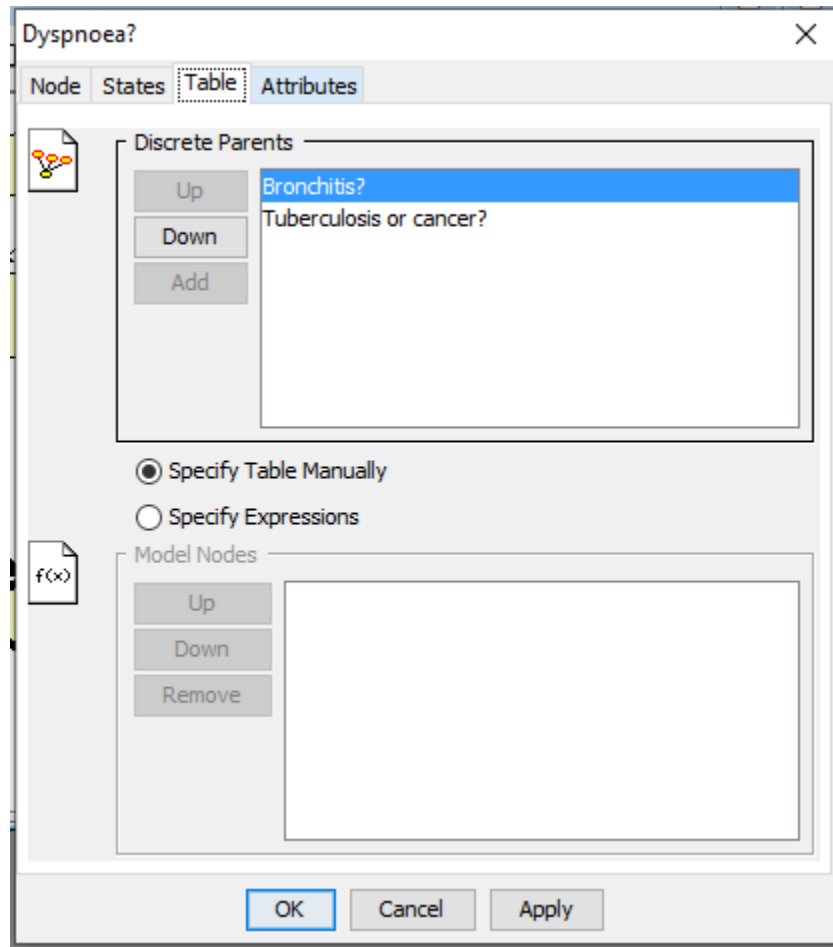 Dyspnoea?
Node States Table Attributes
Discrete Parents
Up
Down
Add
Bronchitis?
Tuberculosis or cancer?
Specify Table Manually
Specify Expressions
f(x)
Model Nodes
Up
Down
Remove
OK Cancel Apply